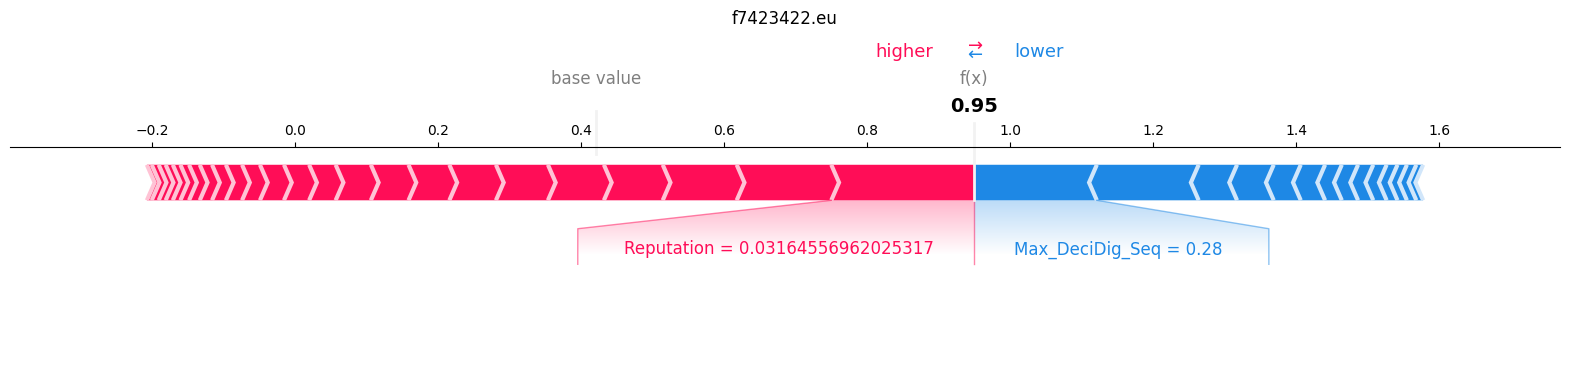 f7423422.eu
higher ⇄ lower
base value f(x)
0.95
−0.2 0.0 0.2 0.4 0.6 0.8 1.0 1.2 1.4 1.6
Reputation = 0.03164556962025317 Max_DeciDig_Seq = 0.28